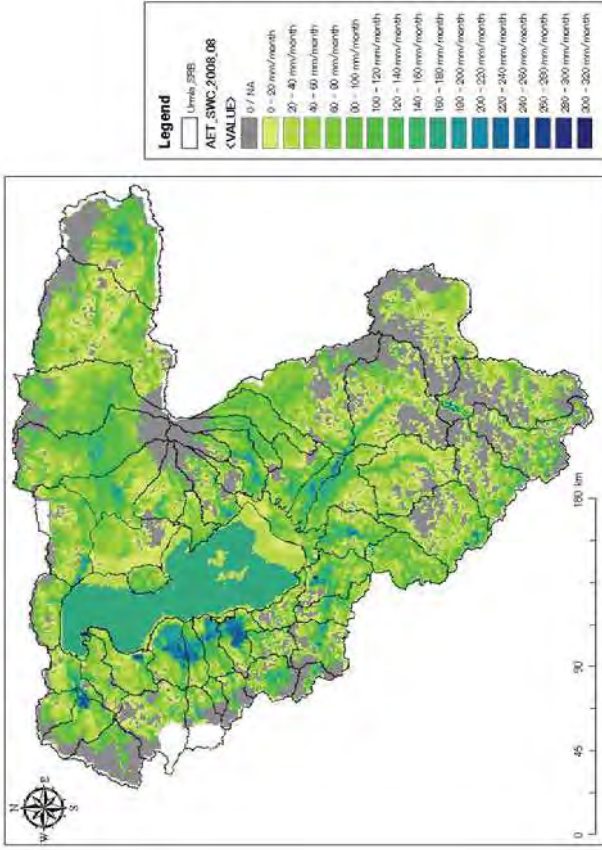 N
W
E
S
Legend
Urmia_SRB
AET_SWC_2008_08
<VALUE>
0 / NA
0 - 20 mm/month
20 - 40 mm/month
40 - 60 mm/month
60 - 80 mm/month
80 - 100 mm/month
100 - 120 mm/month
120 - 140 mm/month
140 - 160 mm/month
160 - 180 mm/month
180 - 200 mm/month
200 - 220 mm/month
220 - 240 mm/month
240 - 260 mm/month
260 - 280 mm/month
280 - 300 mm/month
300 - 320 mm/month
0 45 90 180 km